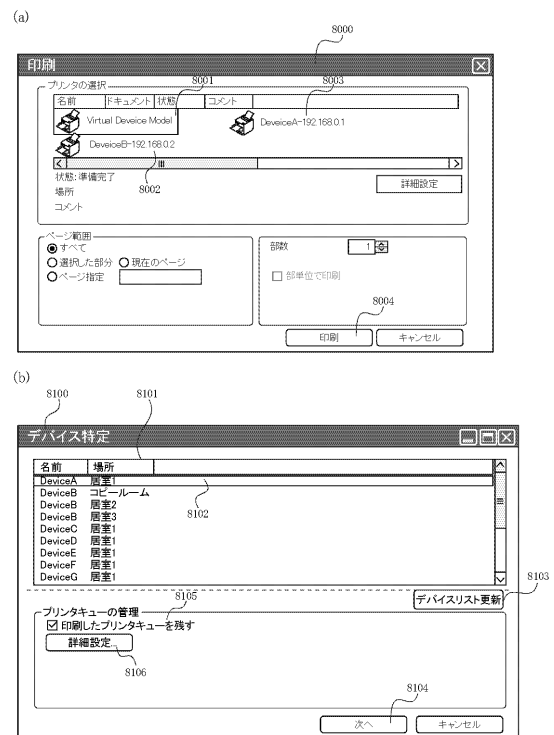 (a)
8000
印刷
プリンタの選択
8001
8003
名前 ドキュメント 状態 コメント
Virtual Deveice Model
DeveiceA-192.168.0.1
DeveiceB-192.168.0.2
8002
状態:準備完了
場所
コメント
詳細設定
ページ範囲
すべて
選択した部分 現在のページ
ページ指定
部数 1
部単位で印刷
8004
印刷 キャンセル
(b)
8100
8101
デバイス特定
名前 場所
DeviceA 居室1
DeviceB コピールーム
8102
DeviceB 居室2
DeviceB 居室3
DeviceC 居室1
DeviceD 居室1
DeviceE 居室1
DeviceF 居室1
DeviceG 居室1
8103
デバイスリスト更新
8105
プリンタキューの管理
印刷したプリンタキューを残す
詳細設定...
8106
8104
次へ キャンセル